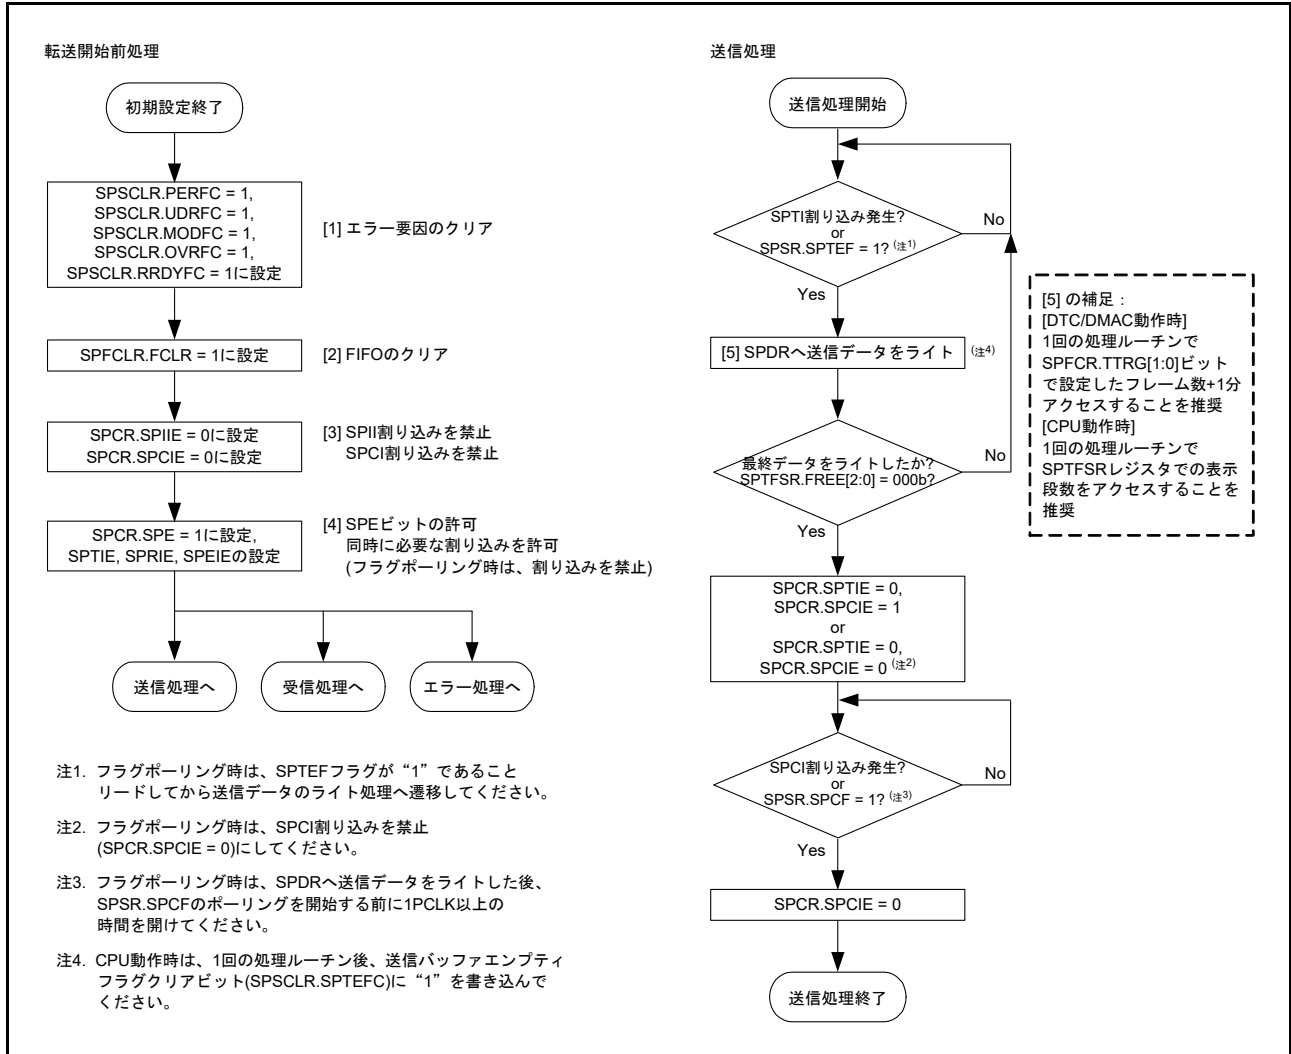 転送開始前処理
初期設定終了
SPSCLR.PERFC = 1,
SPSCLR.UDRFC = 1,
SPSCLR.MODFC = 1,
SPSCLR.OVRFC = 1,
SPSCLR.RRDYFC = 1に設定
[1] エラー要因のクリア
SPFCLR.FCLR = 1に設定
[2] FIFOのクリア
SPCR.SPIIE = 0に設定
SPCR.SPCIE = 0に設定
[3] SPII割り込みを禁止
SPCI割り込みを禁止
SPCR.SPE = 1に設定,
SPTIE, SPRIE, SPEIEの設定
[4] SPEビットの許可
同時に必要な割り込みを許可
(フラグポーリング時は、割り込みを禁止)
送信処理へ
受信処理へ
エラー処理へ
注1. フラグポーリング時は、SPTEFフラグが“1”であること
リードしてから送信データのライト処理へ遷移してください。
注2. フラグポーリング時は、SPCI割り込みを禁止
(SPCR.SPCIE = 0)にしてください。
注3. フラグポーリング時は、SPDRへ送信データをライトした後、
SPSR.SPCFのポーリングを開始する前に1PCLK以上の
時間を開けてください。
注4. CPU動作時は、1回の処理ルーチン後、送信バッファエンプティ
フラグクリアビット(SPSCLR.SPTEFC)に“1”を書き込んで
ください。
送信処理
送信処理開始
SPTI割り込み発生?
or
SPSR.SPTEF = 1? (注1)
No
Yes
[5] SPDRへ送信データをライト (注4)
最終データをライトしたか?
SPTFSR.FREE[2:0] = 000b?
No
Yes
SPCR.SPTIE = 0,
SPCR.SPCIE = 1
or
SPCR.SPTIE = 0,
SPCR.SPCIE = 0 (注2)
SPCI割り込み発生?
or
SPSR.SPCF = 1? (注3)
No
Yes
SPCR.SPCIE = 0
送信処理終了
[5] の補足：
[DTC/DMAC動作時]
1回の処理ルーチンで
SPFCR.TTRG[1:0]ビット
で設定したフレーム数+1分
アクセスすることを推奨
[CPU動作時]
1回の処理ルーチンで
SPTFSRレジスタでの表示
段数をアクセスすることを
推奨